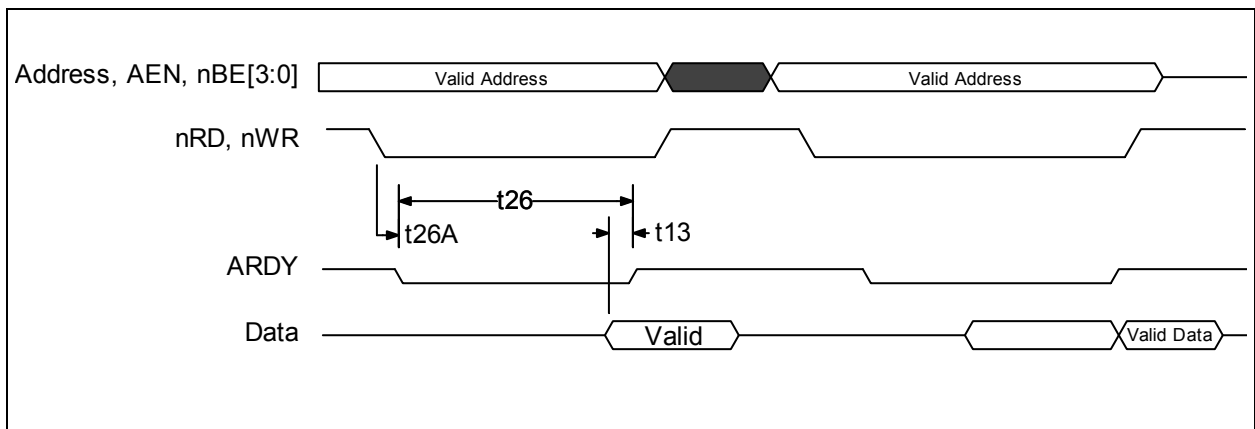 Address, AEN, nBE[3:0]
Valid Address
Valid Address
nRD, nWR
t26
t26A
t13
ARDY
Data
Valid
Valid Data